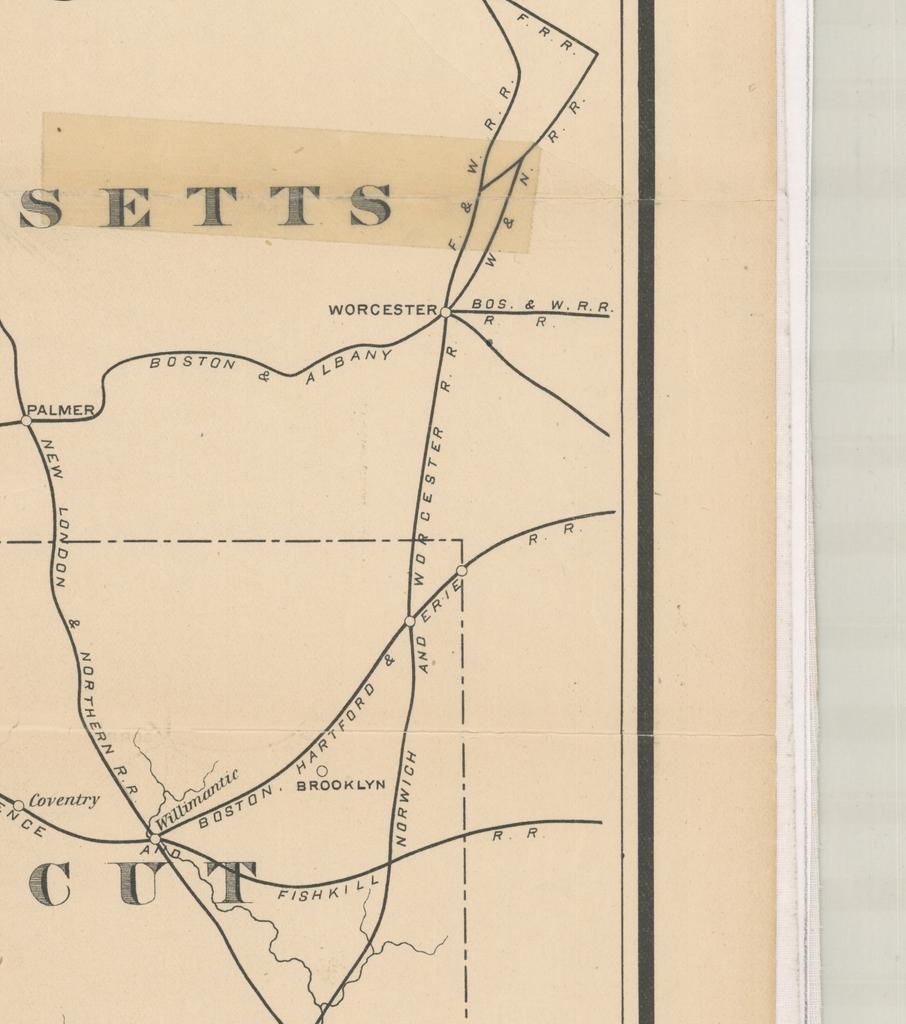 F. R. R.
F. & W. R. R.
W. & N. R. R.
SETTS
WORCESTER
BOS. & W. R. R.
R. R.
BOSTON & ALBANY
PALMER
NEW LONDON & NORTHERN R. R.
NORWICH AND WORCESTER R. R.
BOSTON, HARTFORD & ERIE R. R.
BROOKLYN
Willimantic
Coventry
ENCE AND FISHKILL R. R.
CUT